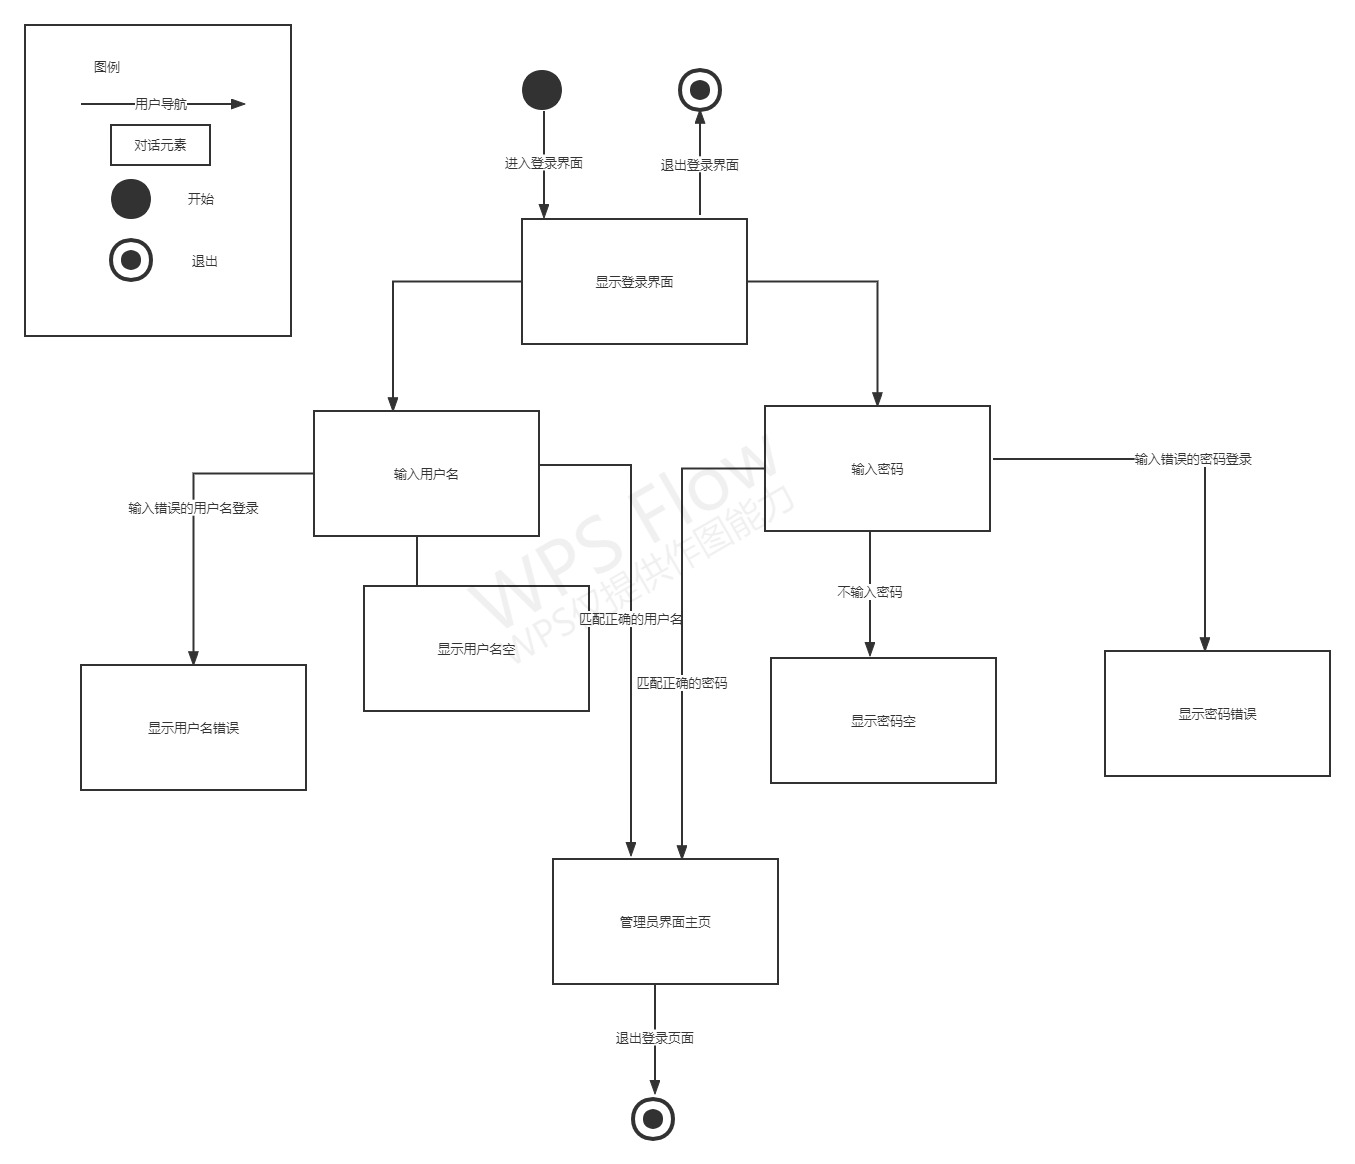 图例
用户导航
对话元素
开始
退出
进入登录界面
退出登录界面
显示登录界面
输入用户名
输入密码
输入错误的密码登录
输入错误的用户名登录
不输入密码
匹配正确的用户名
显示用户名空
匹配正确的密码
显示用户名错误
显示密码空
显示密码错误
管理员界面主页
退出登录页面
WPS Flow
WPS仅提供作图能力